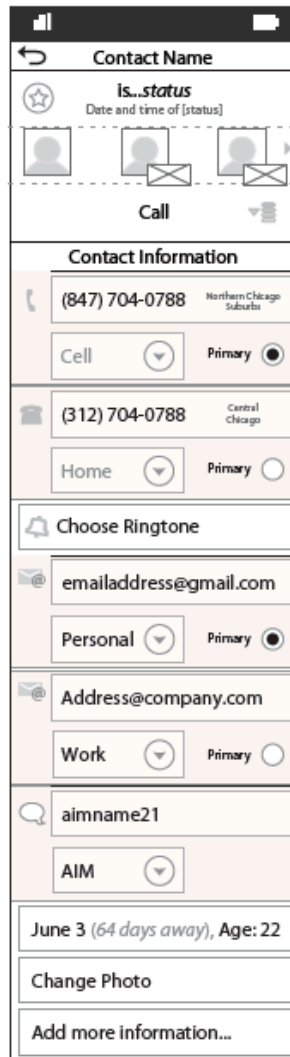 Contact Name
is...status
Date and time of [status]
Call
Contact Information
(847) 704-0788 Northern Chicago
Suburbs
Cell Primary
(312) 704-0788 Central
Chicago
Home Primary
Choose Ringtone
emailaddress@gmail.com
Personal Primary
Address@company.com
Work Primary
aimname21
AIM
June 3 (64 days away), Age: 22
Change Photo
Add more information...